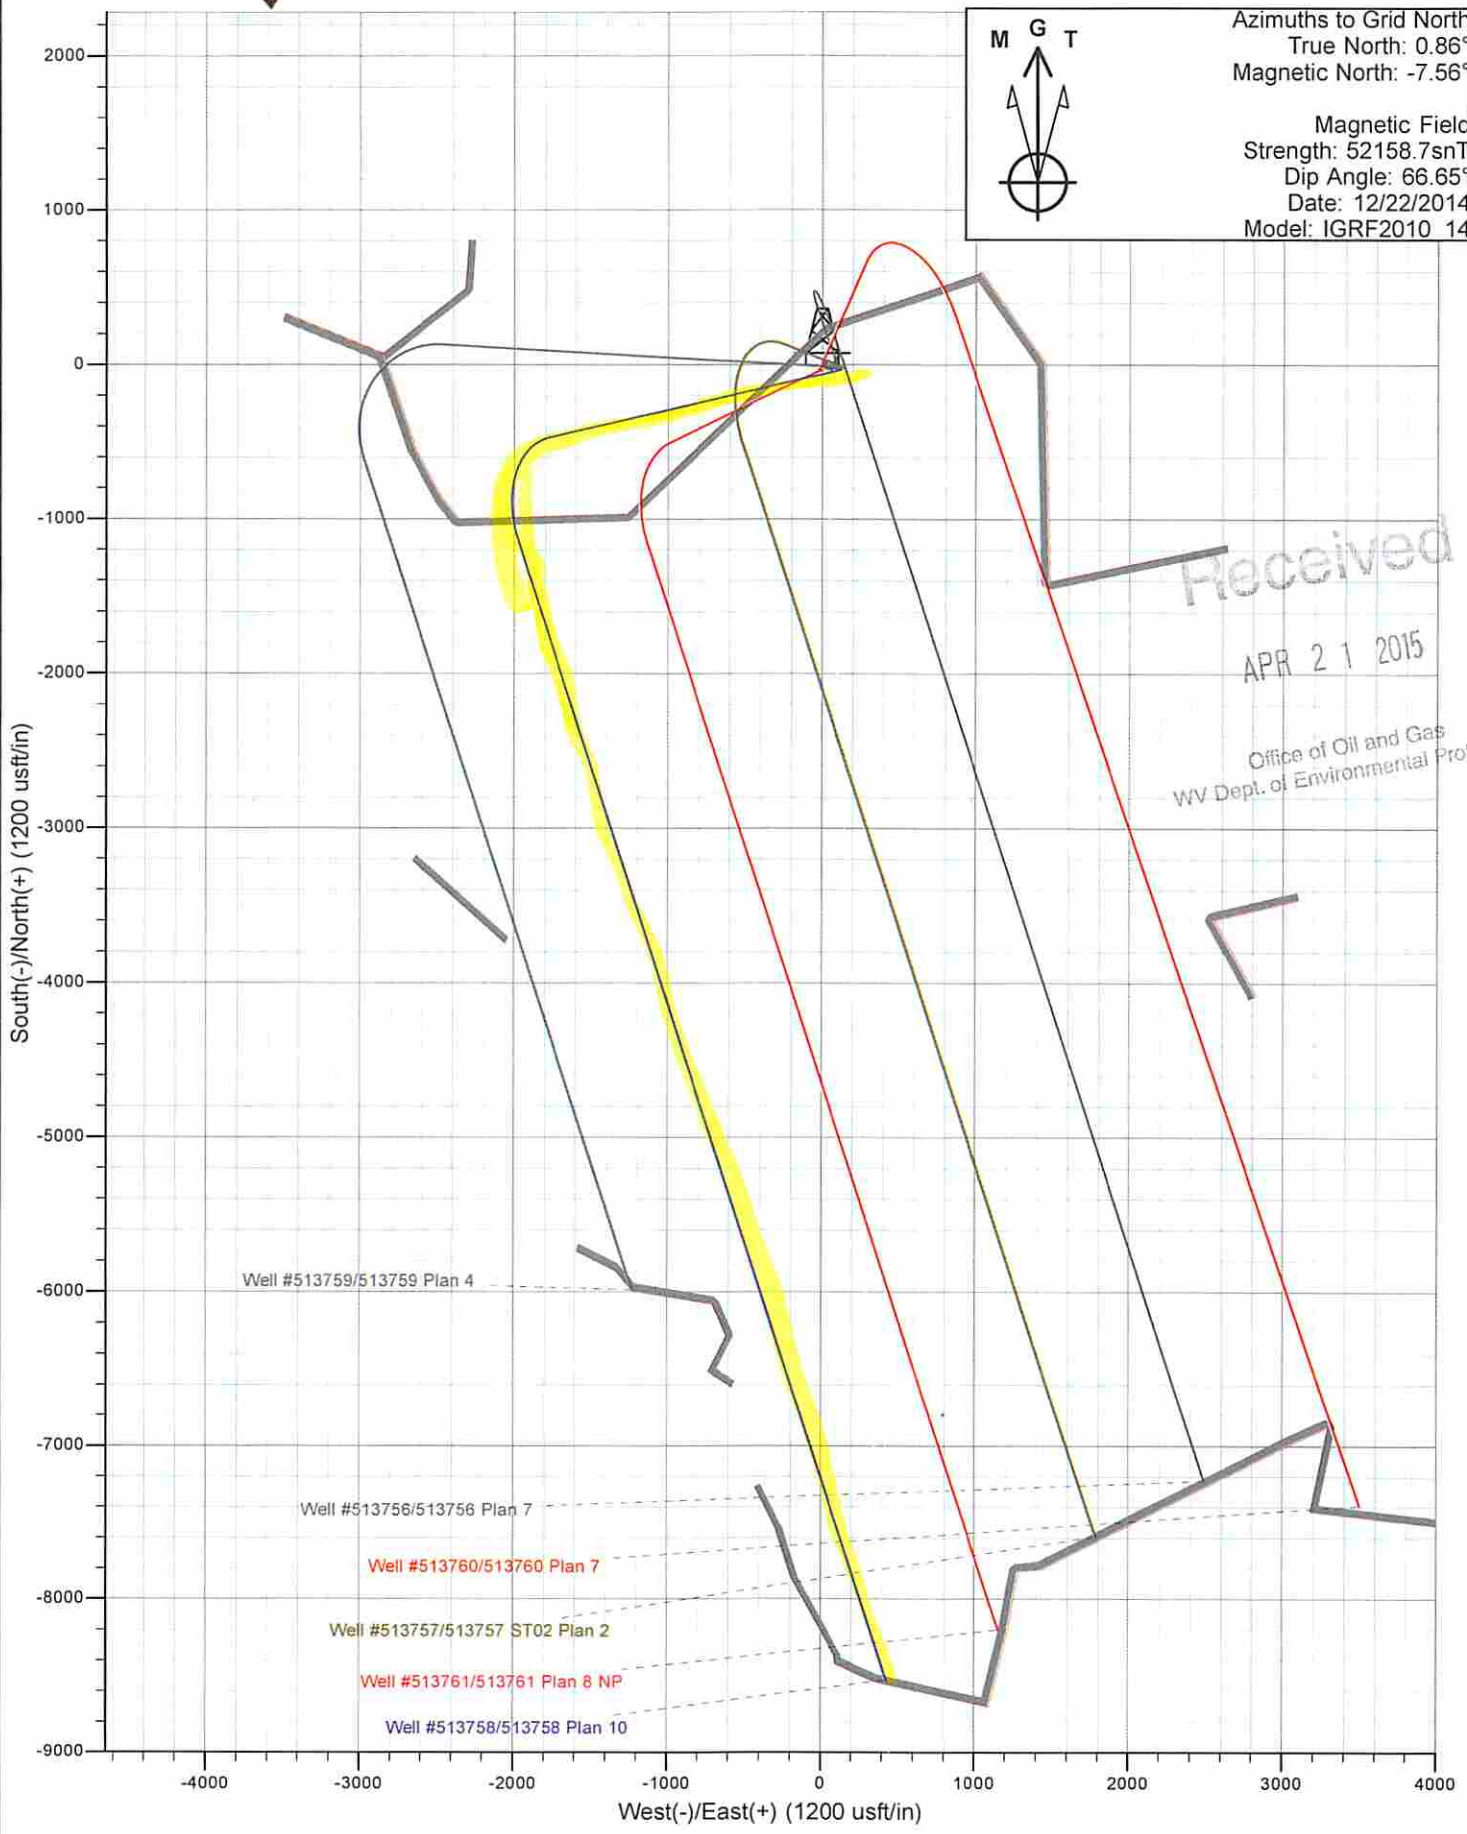 Azimuths to Grid North
True North: 0.86°
Magnetic North: -7.56°
Magnetic Field
Strength: 52158.7snT
Dip Angle: 66.65°
Date: 12/22/2014
Model: IGRF2010_14
M G T
2000
1000
0
-1000
-2000
-3000
-4000
-5000
-6000
-7000
-8000
-9000
South(-)/North(+) (1200 usft/in)
Received
APR 21 2015
Office of Oil and Gas
WV Dept. of Environmental Pro
Well #513759/513759 Plan 4
Well #513756/513756 Plan 7
Well #513760/513760 Plan 7
Well #513757/513757 ST02 Plan 2
Well #513761/513761 Plan 8 NP
Well #513758/513758 Plan 10
-4000 -3000 -2000 -1000 0 1000 2000 3000 4000
West(-)/East(+) (1200 usft/in)